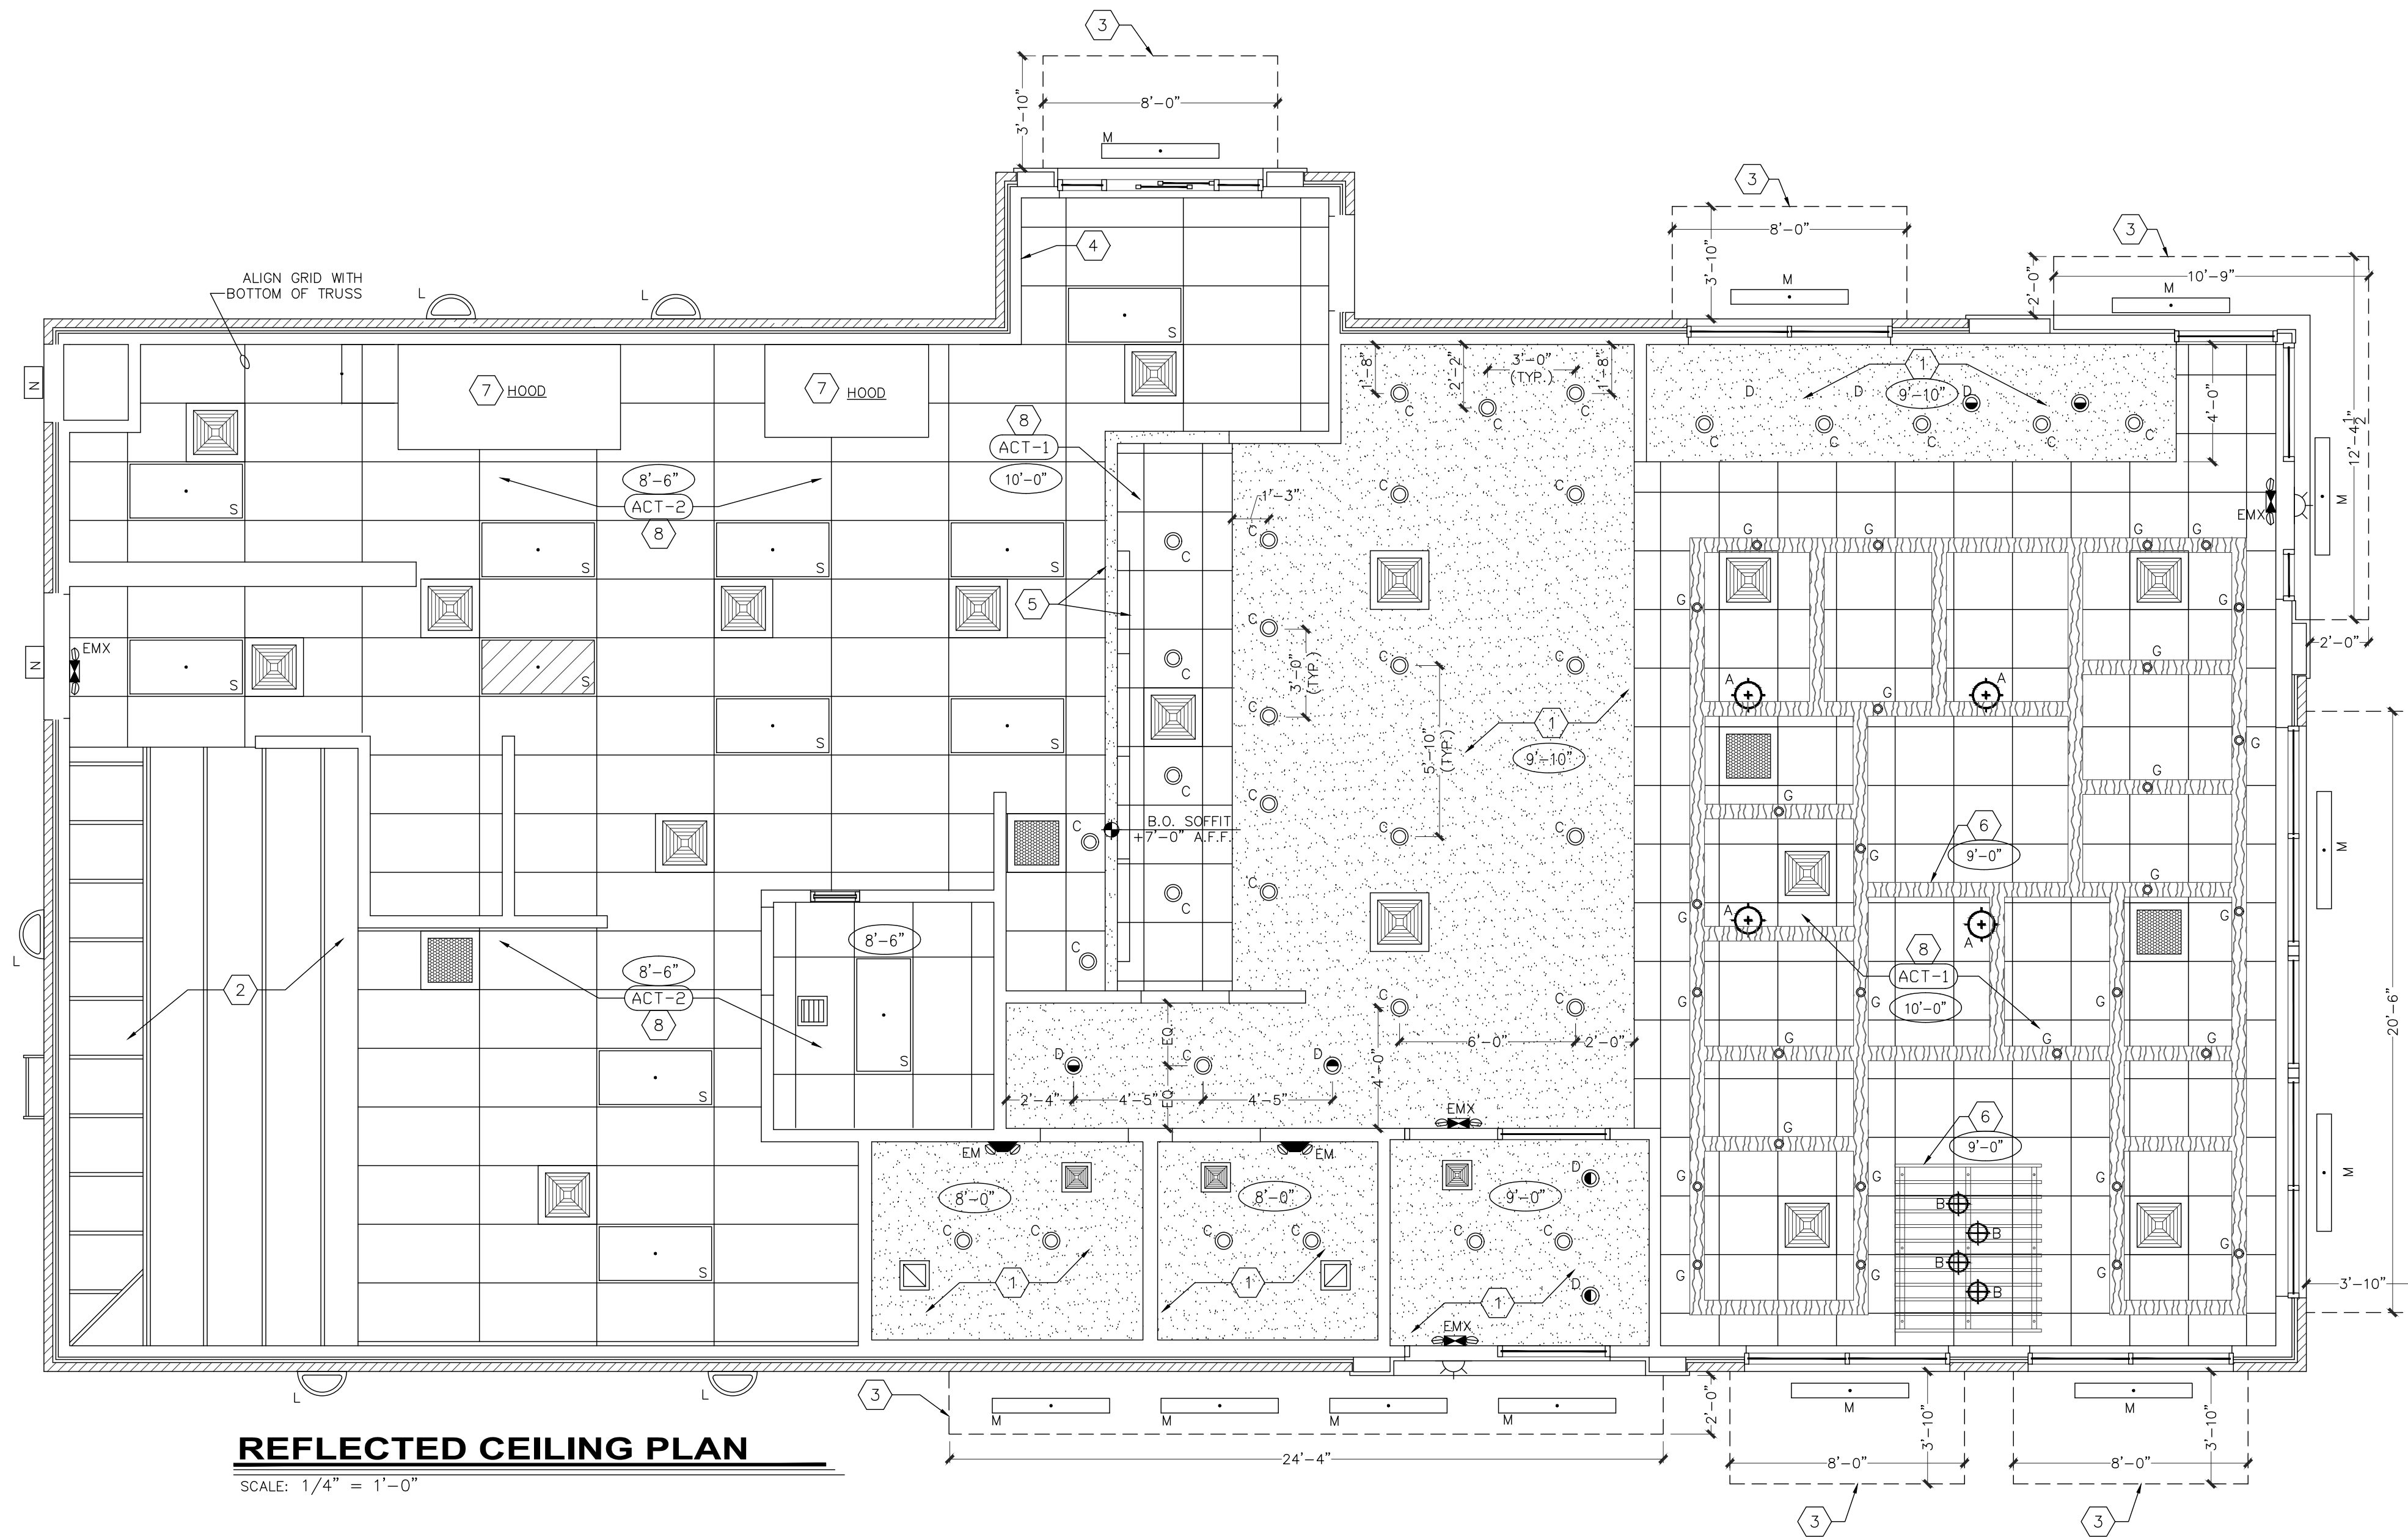 3
3'-10"
8'-0"
M
3
8'-0"
3'-10"
M
3
2'-0"
10'-9"
M
4
ALIGN GRID WITH
BOTTOM OF TRUSS
L
L
S
N
7 HOOD
7 HOOD
8
ACT-1
10'-0"
8'-6"
ACT-2
8
1'-8"
2'-2"
3'-0"
(TYP.)
1'-8"
C
C
C
1
9'-10"
D
D
D
C
C
C
C
C
4'-0"
12'-4 1/2"
M
EMX
2'-0"
S
S
S
S
1'-3"
C
C
C
C
5
N
EMX
S
S
S
S
C
C
C
C
C
C
C
C
3'-0"
(TYP.)
C
C
C
C
5'-10"
(TYP.)
1
9'-10"
C
C
B.O. SOFFIT
+7'-0" A.F.F.
C
C
C
C
G
G
G
G
G
G
G
A
A
G
G
G
G
G
G
6
9'-0"
G
G
G
A
A
8
ACT-1
10'-0"
G
G
G
G
G
G
20'-6"
M
M
3'-10"
L
2
8'-6"
8'-6"
ACT-2
8
S
S
S
6'-0"
2'-0"
D
C
D
EQ
EQ
2'-4"
4'-5"
4'-5"
4'-0"
EMX
EM
EM
8'-0"
8'-0"
9'-0"
D
D
C
C
C
C
C
C
1
1
1
EMX
G
6
9'-0"
G
G
G
G
B
B
B
B
G
G
G
G
L
L
3
M
M
M
M
2'-0"
24'-4"
M
3'-10"
8'-0"
3
M
3'-10"
8'-0"
3
REFLECTED CEILING PLAN
SCALE: 1/4" = 1'-0"